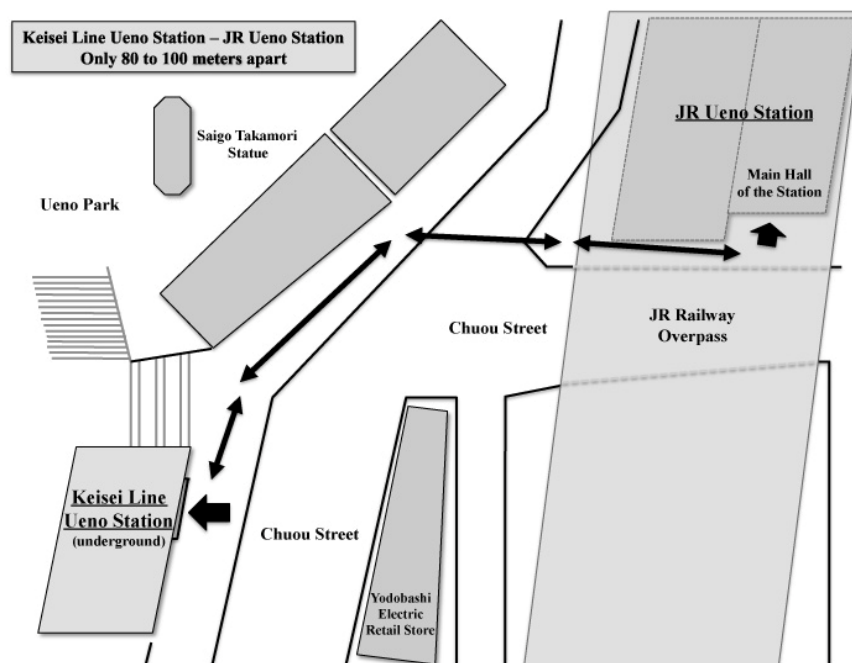 Keisei Line Ueno Station – JR Ueno Station
Only 80 to 100 meters apart
Saigo Takamori
Statue
JR Ueno Station
Main Hall
of the Station
Ueno Park
Chuou Street
JR Railway
Overpass
Keisei Line
Ueno Station
(underground)
Chuou Street
Yodobashi
Electric
Retail Store